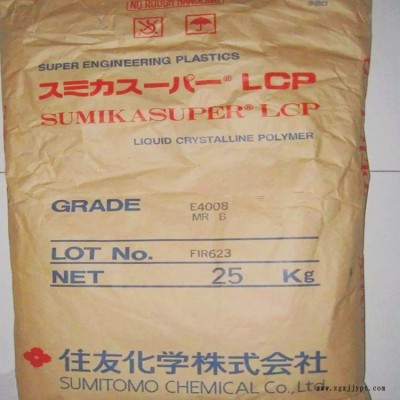 NO ROUGH HANDLING
SUPER ENGINEERING PLASTICS
スミカスーパー® LCP
SUMIKASUPER® LCP
LIQUID CRYSTALLINE POLYMER
GRADE E4008
MR B
LOT No. FIR623
NET 25 Kg
住友化学株式会社
SUMITOMO CHEMICAL Co., Ltd.
www.zgxjjypt.com